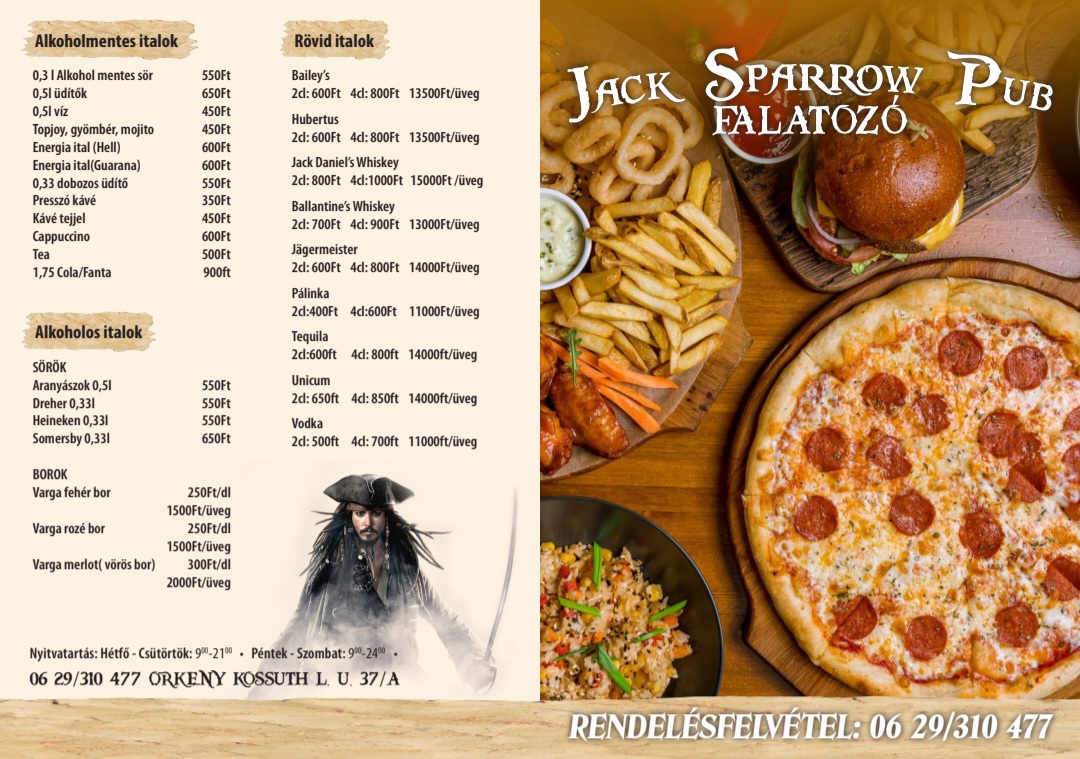 Alkoholmentes italok
0,3 l Alkohol mentes sör 550Ft
0,5l üdítők 650Ft
0,5l víz 450Ft
Topjoy, gyömbér, mojito 450Ft
Energia ital (Hell) 600Ft
Energia ital(Guarana) 600Ft
0,33 dobozos üdítő 550Ft
Presszó kávé 350Ft
Kávé tejjel 450Ft
Cappuccino 600Ft
Tea 500Ft
1,75 Cola/Fanta 900ft
Alkoholos italok
SÖRÖK
Aranyászok 0,5l 550Ft
Dreher 0,33l 550Ft
Heineken 0,33l 550Ft
Somersby 0,33l 650Ft
BOROK
Varga fehér bor 250Ft/dl
1500Ft/üveg
Varga rozé bor 250Ft/dl
1500Ft/üveg
Varga merlot( vörös bor) 300Ft/dl
2000Ft/üveg
Rövid italok
Bailey's
2cl: 600Ft 4cl: 800Ft 13500Ft/üveg
Hubertus
2cl: 600Ft 4cl: 800Ft 13500Ft/üveg
Jack Daniel's Whiskey
2cl: 800Ft 4cl:1000Ft 15000Ft /üveg
Ballantine's Whiskey
2cl: 700Ft 4cl: 900Ft 13000Ft/üveg
Jägermeister
2cl: 600Ft 4cl: 800Ft 14000Ft/üveg
Pálinka
2cl:400Ft 4cl:600Ft 11000Ft/üveg
Tequila
2cl:600ft 4cl: 800ft 14000ft/üveg
Unicum
2cl: 650ft 4cl: 850ft 14000ft/üveg
Vodka
2cl: 500ft 4cl: 700ft 11000ft/üveg
Nyitvatartás: Hétfő - Csütörtök: 9⁰⁰-21⁰⁰ • Péntek - Szombat: 9⁰⁰-24⁰⁰ •
06 29/310 477 ÖRKÉNY KOSSUTH L. U. 37/A
JACK SPARROW PUB
FALATOZÓ
RENDELÉSFELVÉTEL: 06 29/310 477